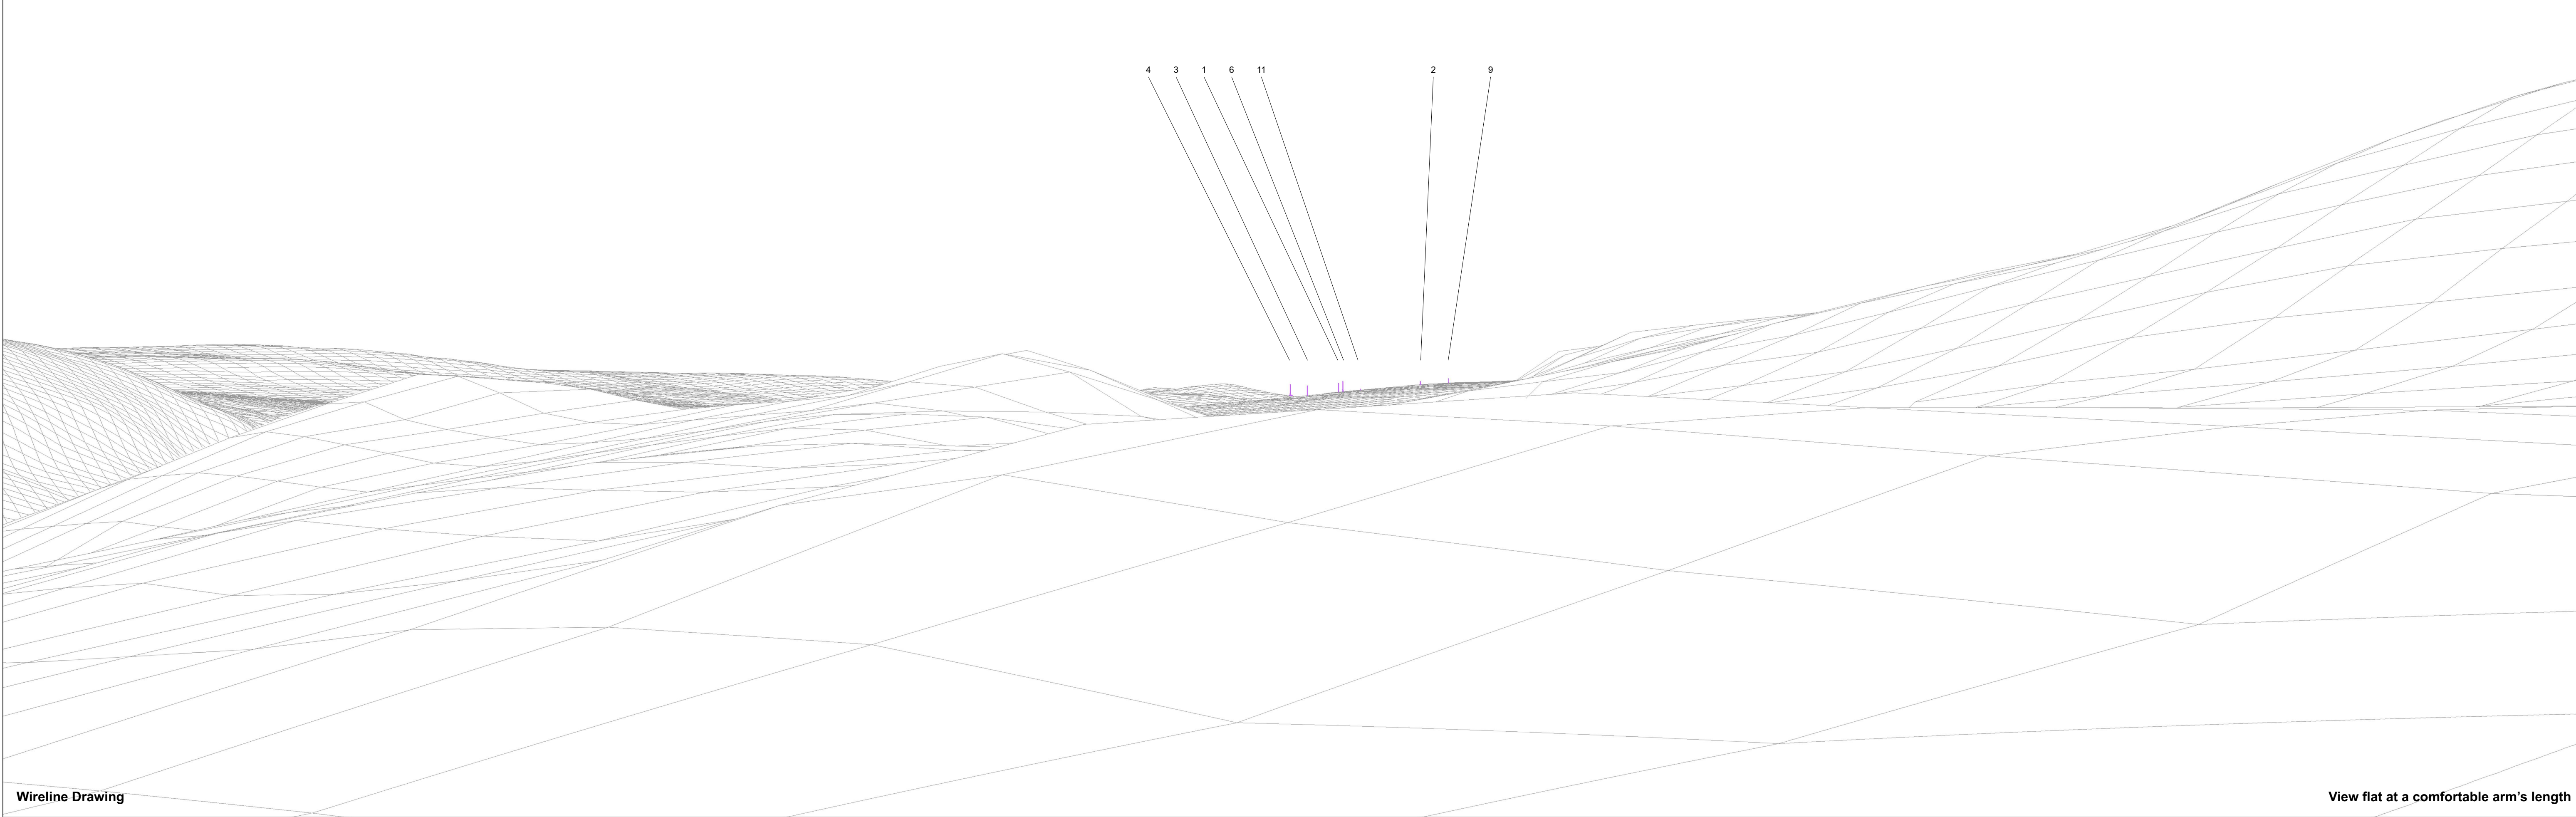 4 3 1 6 11 2 9
Wireline Drawing
View flat at a comfortable arm’s length